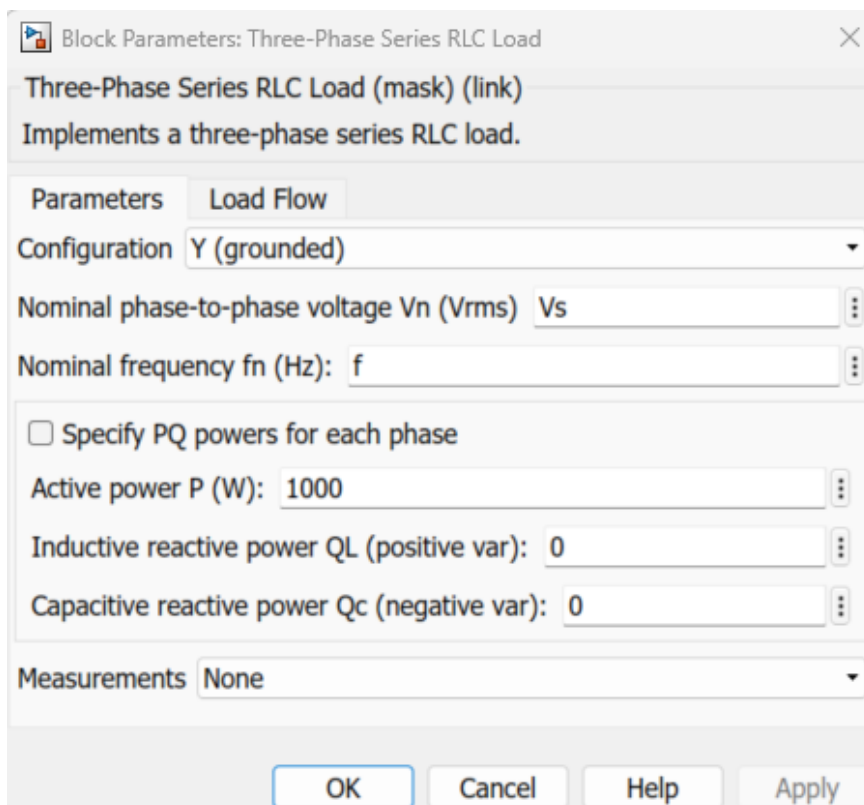 Block Parameters: Three-Phase Series RLC Load
Three-Phase Series RLC Load (mask) (link)
Implements a three-phase series RLC load.
Parameters Load Flow
Configuration Y (grounded)
Nominal phase-to-phase voltage Vn (Vrms) Vs
Nominal frequency fn (Hz): f
Specify PQ powers for each phase
Active power P (W): 1000
Inductive reactive power QL (positive var): 0
Capacitive reactive power Qc (negative var): 0
Measurements None
OK Cancel Help Apply